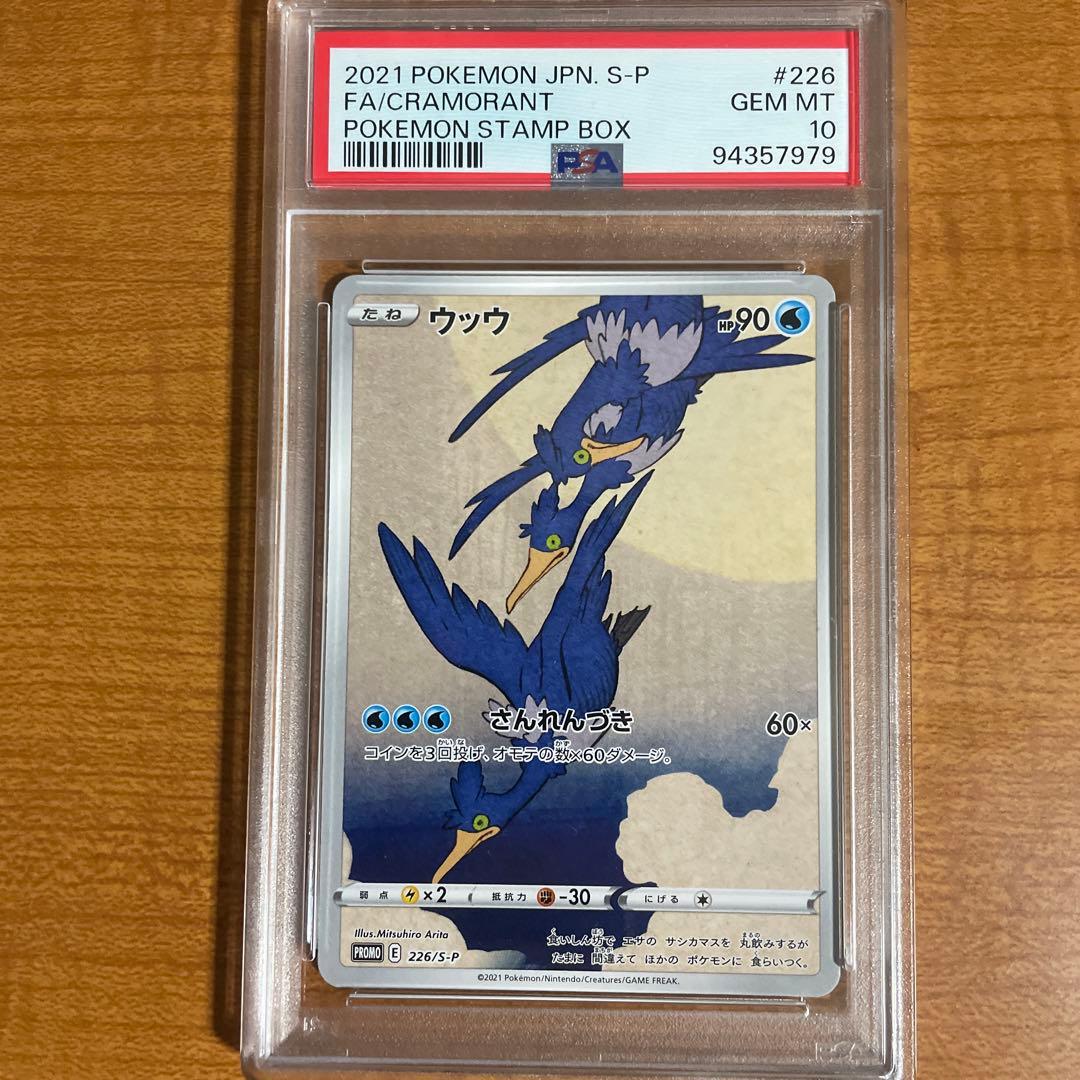 2021 POKEMON JPN. S-P #226
FA/CRAMORANT GEM MT
POKEMON STAMP BOX 10
PSA 94357979
たね ウッウ HP90
さんれんづき 60×
コインを3回投げ、オモテの数×60ダメージ。
弱点 ×2 抵抗力 -30 にげる
Illus.Mitsuhiro Arita
食いしん坊で エサの サシカマスを 丸飲みするが
PROMO E 226/S-P
たまに 間違えて ほかの ポケモンに 食らいつく。
©2021 Pokémon/Nintendo/Creatures/GAME FREAK.